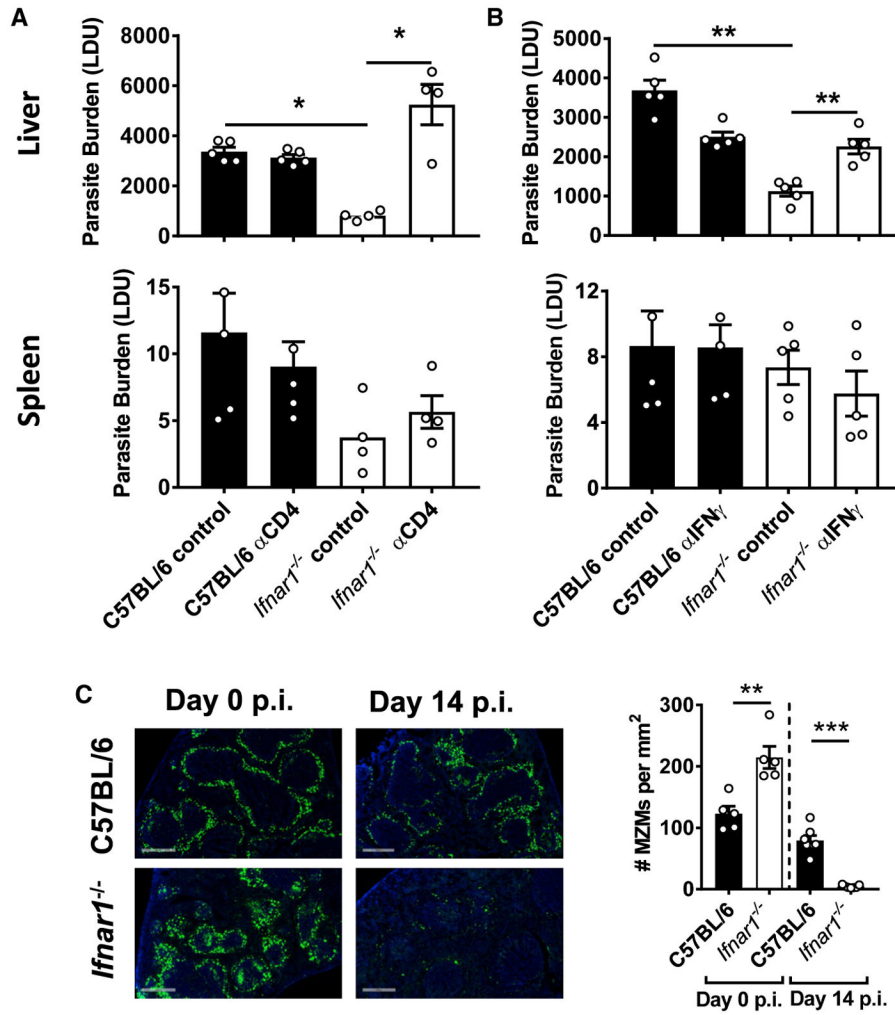 A
Liver
Parasite Burden (LDU)
8000
6000
4000
2000
0
*
*
B
Parasite Burden (LDU)
5000
4000
3000
2000
1000
0
**
**
Spleen
Parasite Burden (LDU)
15
10
5
0
C57BL/6 control
C57BL/6 αCD4
Ifnar1-/- control
Ifnar1-/- αCD4
Parasite Burden (LDU)
12
8
4
0
C57BL/6 control
C57BL/6 αIFNγ
Ifnar1-/- control
Ifnar1-/- αIFNγ
C
Day 0 p.i.
Day 14 p.i.
C57BL/6
Ifnar1-/-
# MZMs per mm²
300
200
100
0
**
***
C57BL/6
Ifnar1-/-
C57BL/6
Ifnar1-/-
Day 0 p.i.
Day 14 p.i.